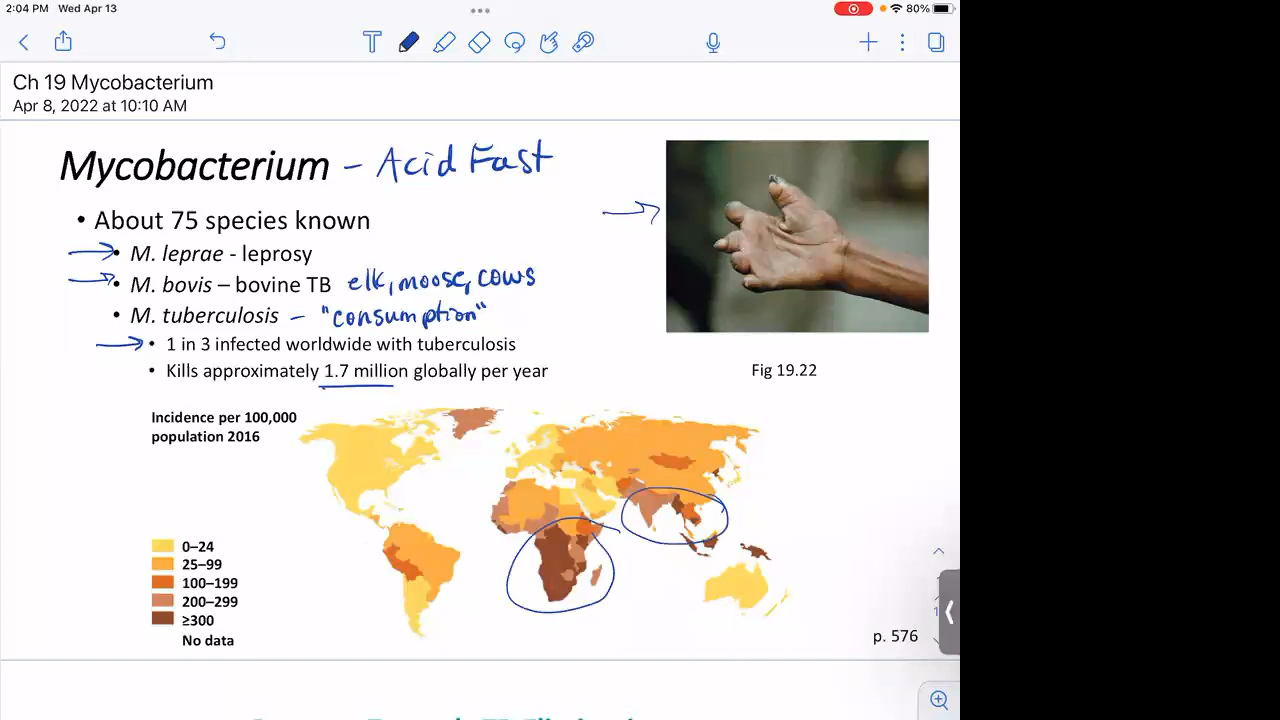 2:04 PM Wed Apr 13
80%
Ch 19 Mycobacterium
Apr 8, 2022 at 10:10 AM
Mycobacterium - Acid Fast
• About 75 species known
• M. leprae - leprosy
• M. bovis – bovine TB elk, moose, cows
• M. tuberculosis - "consumption"
• 1 in 3 infected worldwide with tuberculosis
• Kills approximately 1.7 million globally per year
Fig 19.22
Incidence per 100,000
population 2016
0–24
25–99
100–199
200–299
≥300
No data
p. 576